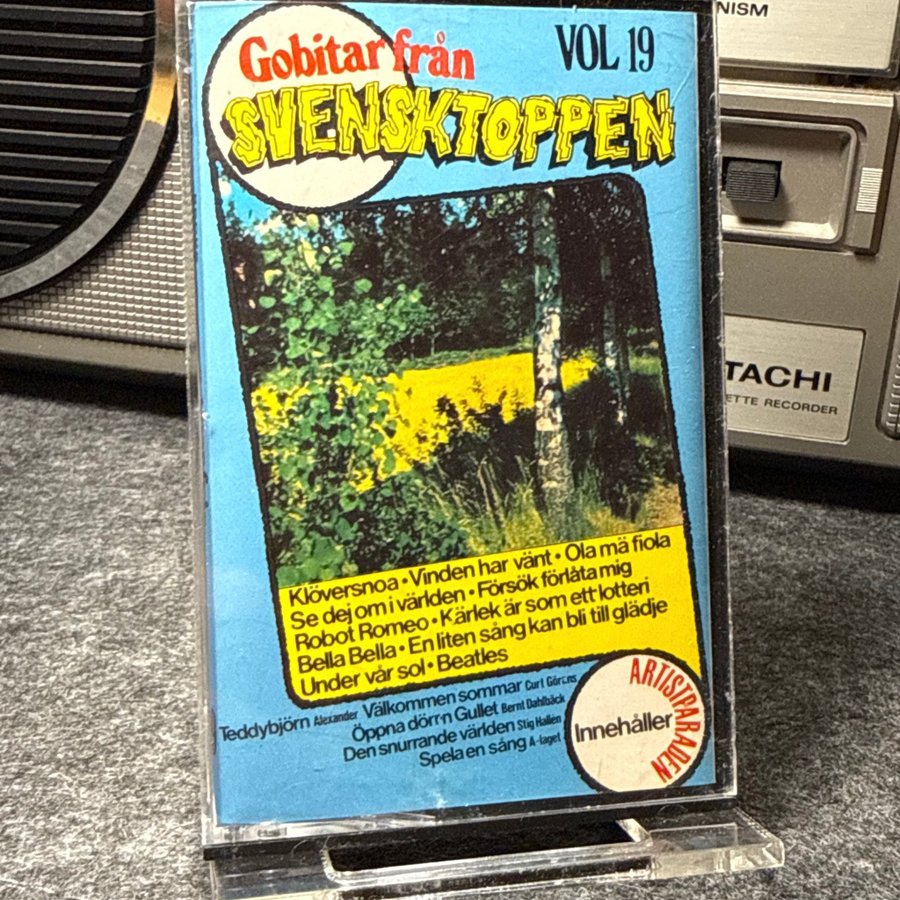 Gobitar från
VOL 19
SVENSKTOPPEN
NISM
TACHI
ETTE RECORDER
Klöversnoa • Vinden har vänt • Ola mä fiola
Se dej om i världen • Försök förlåta mig
Robot Romeo • Kärlek är som ett lotteri
Bella Bella • En liten sång kan bli till glädje
Under vår sol • Beatles
Teddybjörn Alexander Välkommen sommar Curt Görans
Öppna dörr'n Gullet Bernt Dahlbäck
Den snurrande världen Stig Hallén
Spela en sång A-laget
ARTISTPARADEN
Innehåller